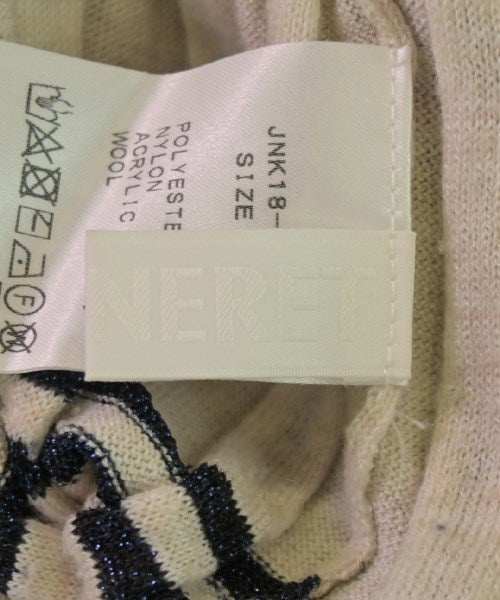 JNK18-
SIZE
POLYESTE
NYLON
ACRYLIC
WOOL
F
W
NERET